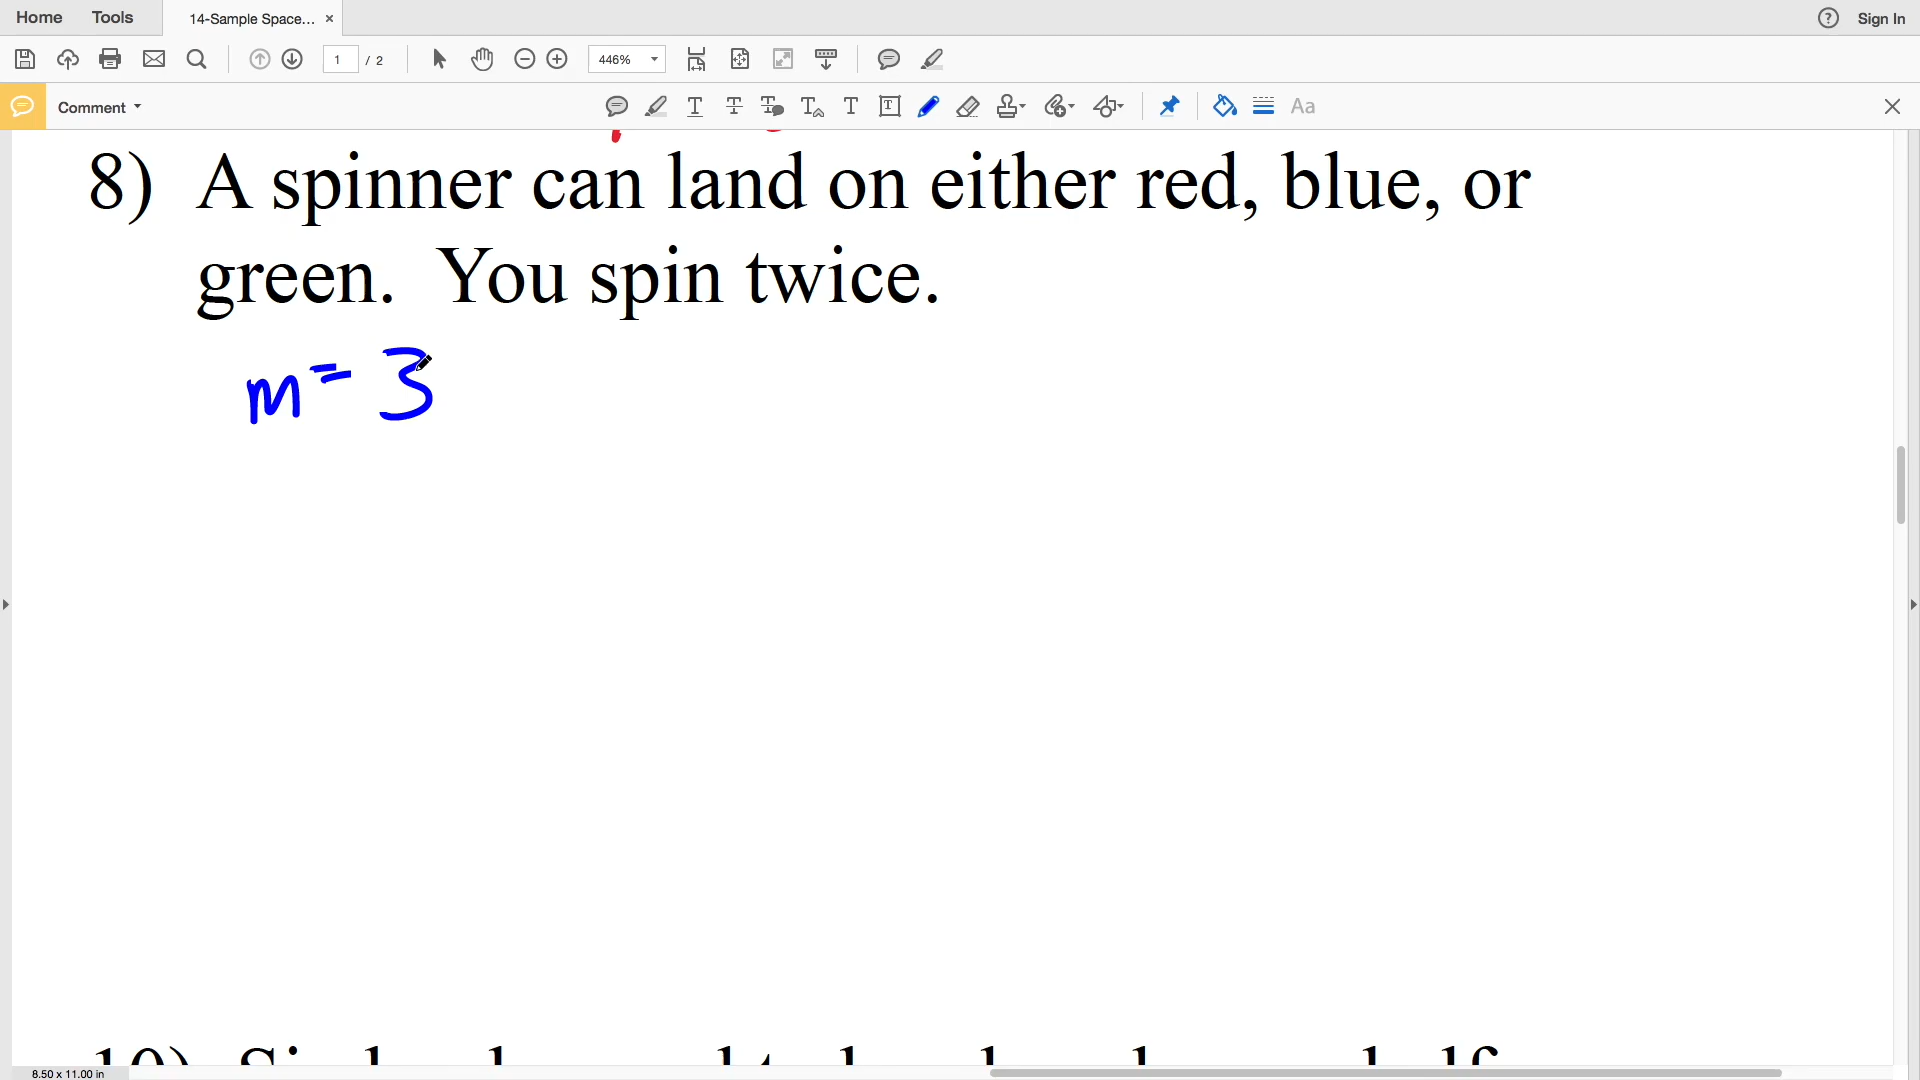 Home Tools 14-Sample Space... × ? Sign In
1 / 2 446%
Comment Aa
8) A spinner can land on either red, blue, or
green. You spin twice.
m = 3
10)
8.50 x 11.00 in